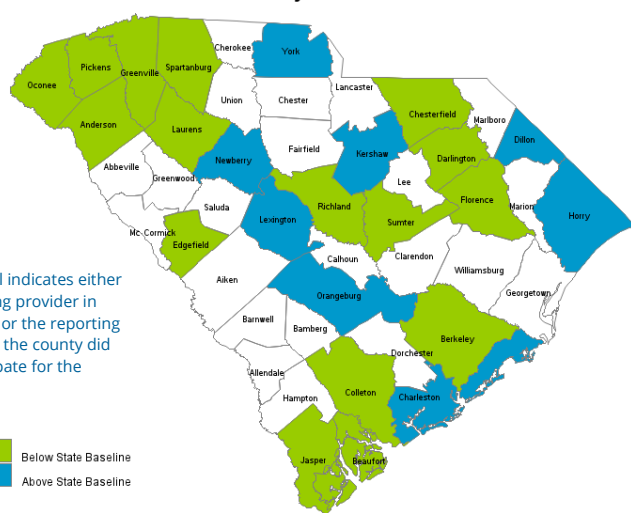 Cherokee
York
Oconee
Pickens
Greenville
Spartanburg
Union
Chester
Lancaster
Chesterfield
Marlboro
Anderson
Laurens
Dillon
Fairfield
Kershaw
Darlington
Abbeville
Newberry
Greenwood
Lee
Florence
Marion
Horry
Saluda
Richland
Mc Cormick
Lexington
Sumter
Edgefield
Calhoun
Clarendon
Williamsburg
Aiken
Georgetown
l indicates either
g provider in
or the reporting
the county did
pate for the
Orangeburg
Barnwell
Bamberg
Berkeley
Dorchester
Allendale
Colleton
Charleston
Hampton
Jasper
Beaufort
Below State Baseline
Above State Baseline